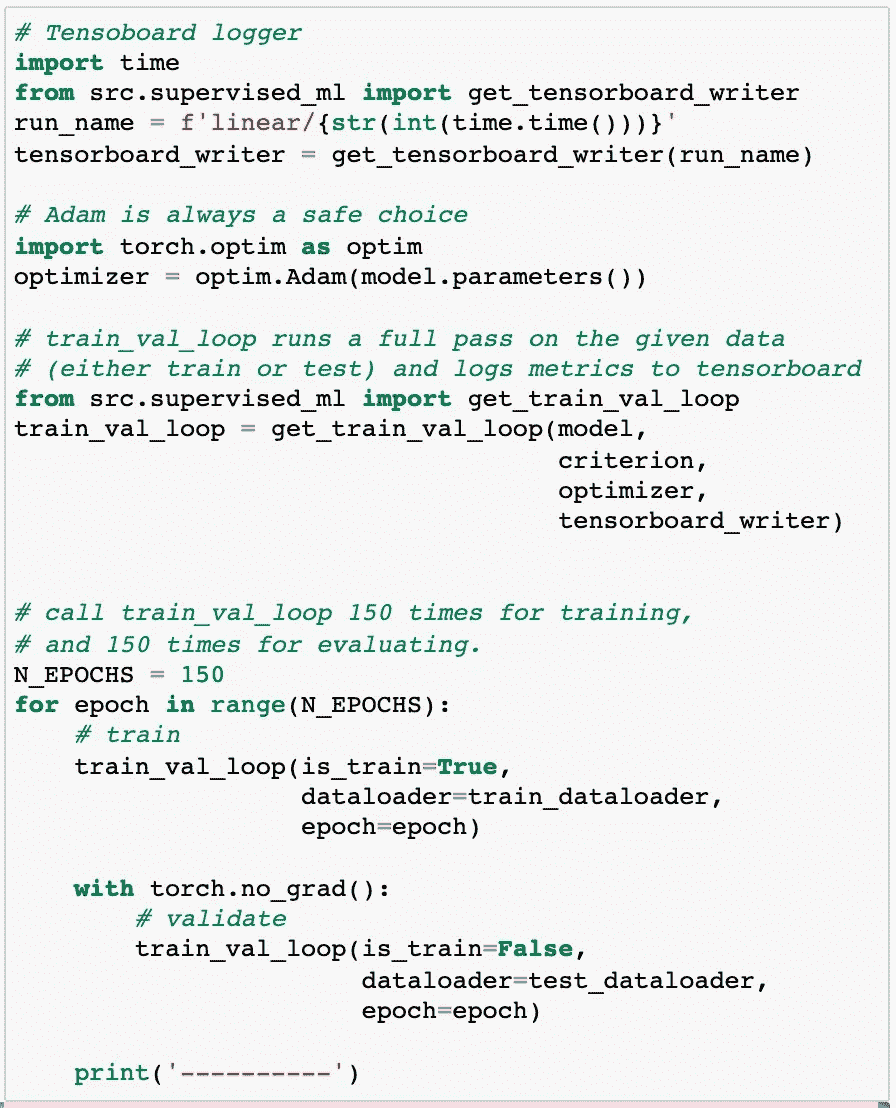 # Tensoboard logger
import time
from src.supervised_ml import get_tensorboard_writer
run_name = f'linear/{str(int(time.time()))}'
tensorboard_writer = get_tensorboard_writer(run_name)

# Adam is always a safe choice
import torch.optim as optim
optimizer = optim.Adam(model.parameters())

# train_val_loop runs a full pass on the given data
# (either train or test) and logs metrics to tensorboard
from src.supervised_ml import get_train_val_loop
train_val_loop = get_train_val_loop(model,
                                    criterion,
                                    optimizer,
                                    tensorboard_writer)


# call train_val_loop 150 times for training,
# and 150 times for evaluating.
N_EPOCHS = 150
for epoch in range(N_EPOCHS):
    # train
    train_val_loop(is_train=True,
                   dataloader=train_dataloader,
                   epoch=epoch)

    with torch.no_grad():
        # validate
        train_val_loop(is_train=False,
                       dataloader=test_dataloader,
                       epoch=epoch)

    print('----------')